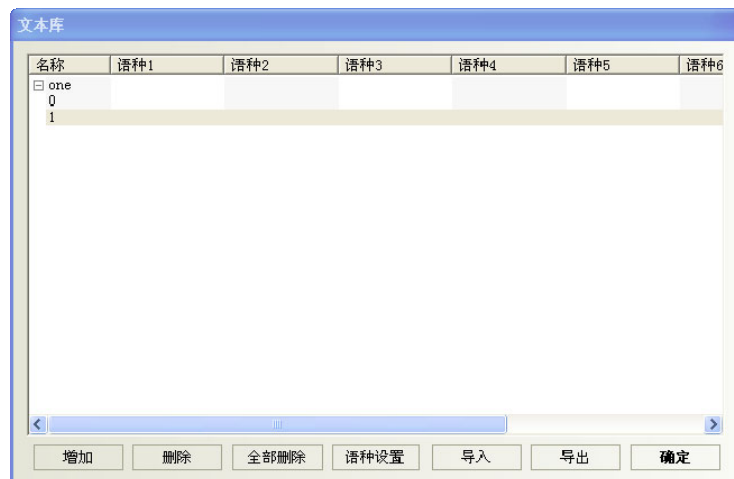 文本库
名称 语种1 语种2 语种3 语种4 语种5 语种6
one
0
1
增加 删除 全部删除 语种设置 导入 导出 确定